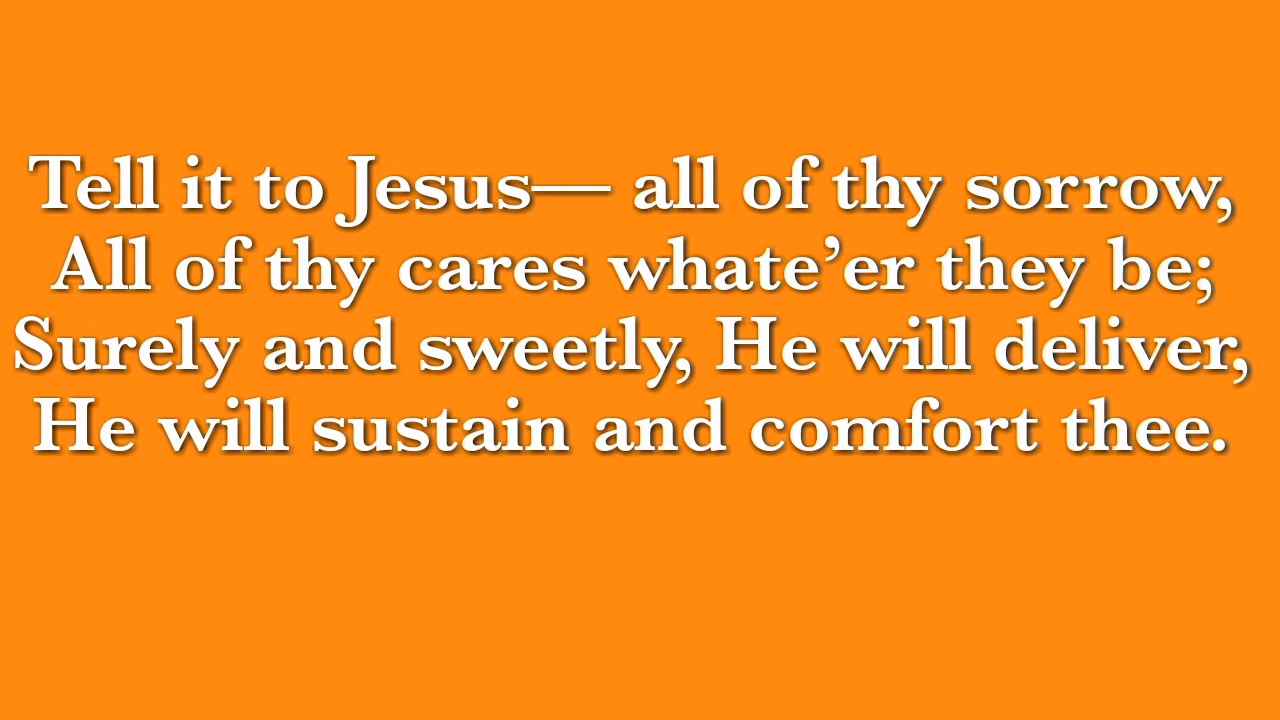 Tell it to Jesus— all of thy sorrow,
All of thy cares whate’er they be;
Surely and sweetly, He will deliver,
He will sustain and comfort thee.